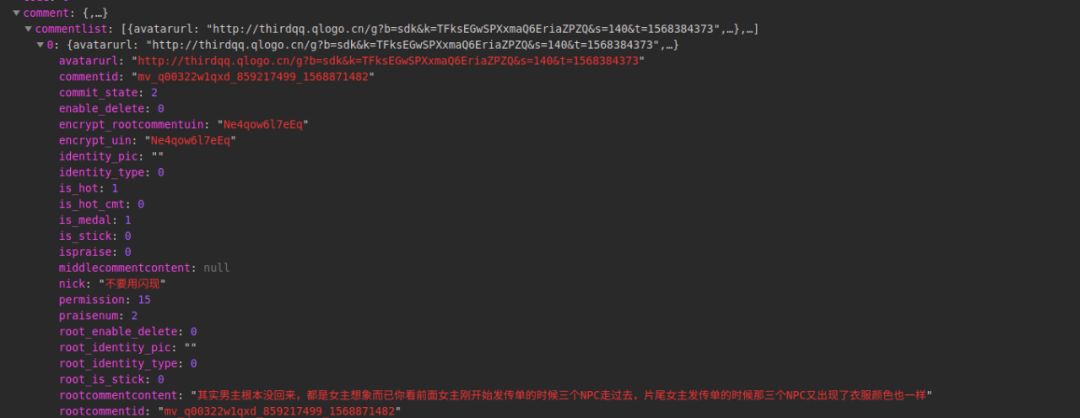 comment: {,…}
commentlist: [{avatarurl: "http://thirdqq.qlogo.cn/g?b=sdk&k=TFksEGwSPXxmaQ6EriaZPZQ&s=140&t=1568384373",…},…]
0: {avatarurl: "http://thirdqq.qlogo.cn/g?b=sdk&k=TFksEGwSPXxmaQ6EriaZPZQ&s=140&t=1568384373",…}
avatarurl: "http://thirdqq.qlogo.cn/g?b=sdk&k=TFksEGwSPXxmaQ6EriaZPZQ&s=140&t=1568384373"
commentid: "mv_q00322w1qxd_859217499_1568871482"
commit_state: 2
enable_delete: 0
encrypt_rootcommentuin: "Ne4qow6l7eEq"
encrypt_uin: "Ne4qow6l7eEq"
identity_pic: ""
identity_type: 0
is_hot: 1
is_hot_cmt: 0
is_medal: 1
is_stick: 0
ispraise: 0
middlecommentcontent: null
nick: "不要用闪现"
permission: 15
praisenum: 2
root_enable_delete: 0
root_identity_pic: ""
root_identity_type: 0
root_is_stick: 0
rootcommentcontent: "其实男主根本没回来，都是女主想象而已你看前面女主刚开始发传单的时候三个NPC走过去，片尾女主发传单的时候那三个NPC又出现了衣服颜色也一样"
rootcommentid: "mv_q00322w1qxd_859217499_1568871482"